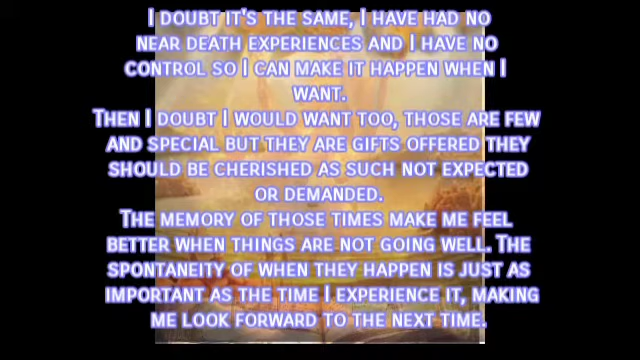 I DOUBT IT'S THE SAME, I HAVE HAD NO
NEAR DEATH EXPERIENCES AND I HAVE NO
CONTROL SO I CAN MAKE IT HAPPEN WHEN I
WANT.
THEN I DOUBT I WOULD WANT TOO, THOSE ARE FEW
AND SPECIAL BUT THEY ARE GIFTS OFFERED THEY
SHOULD BE CHERISHED AS SUCH NOT EXPECTED
OR DEMANDED.
THE MEMORY OF THOSE TIMES MAKE ME FEEL
BETTER WHEN THINGS ARE NOT GOING WELL. THE
SPONTANEITY OF WHEN THEY HAPPEN IS JUST AS
IMPORTANT AS THE TIME I EXPERIENCE IT, MAKING
ME LOOK FORWARD TO THE NEXT TIME.